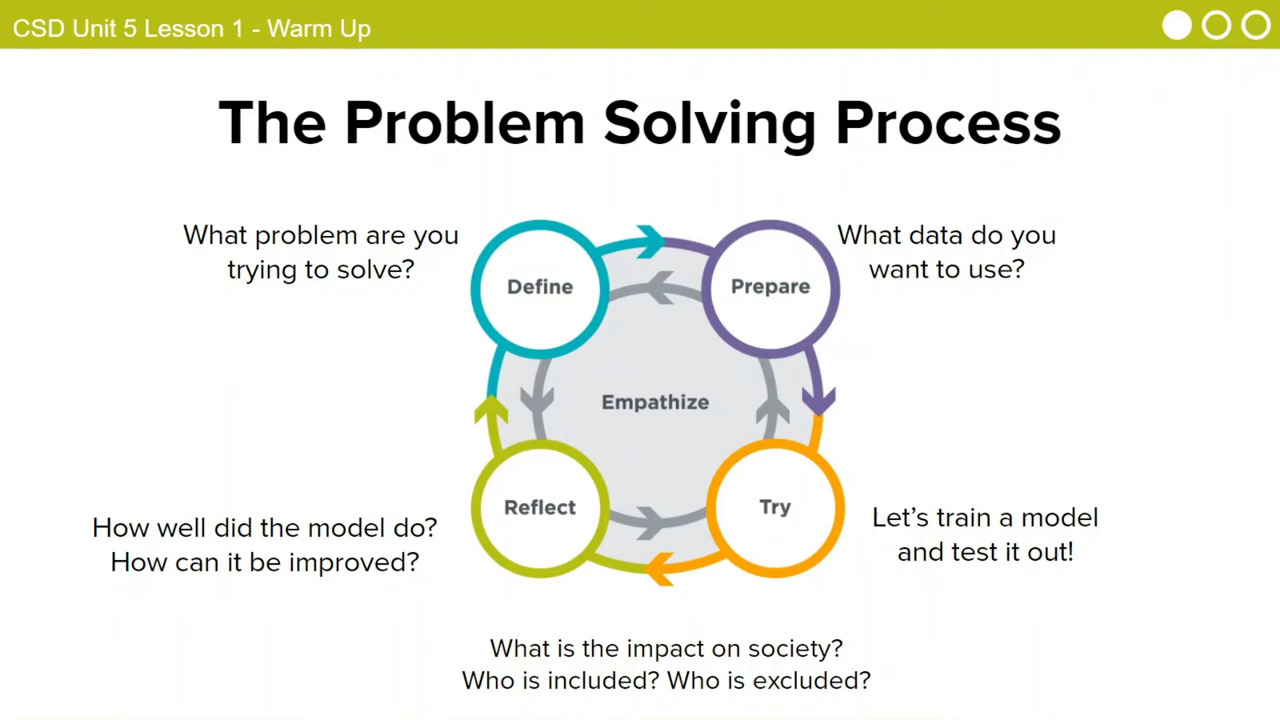 CSD Unit 5 Lesson 1 - Warm Up
The Problem Solving Process
What problem are you
trying to solve?
Define
Prepare
What data do you
want to use?
Empathize
How well did the model do?
How can it be improved?
Reflect
Try
Let's train a model
and test it out!
What is the impact on society?
Who is included? Who is excluded?